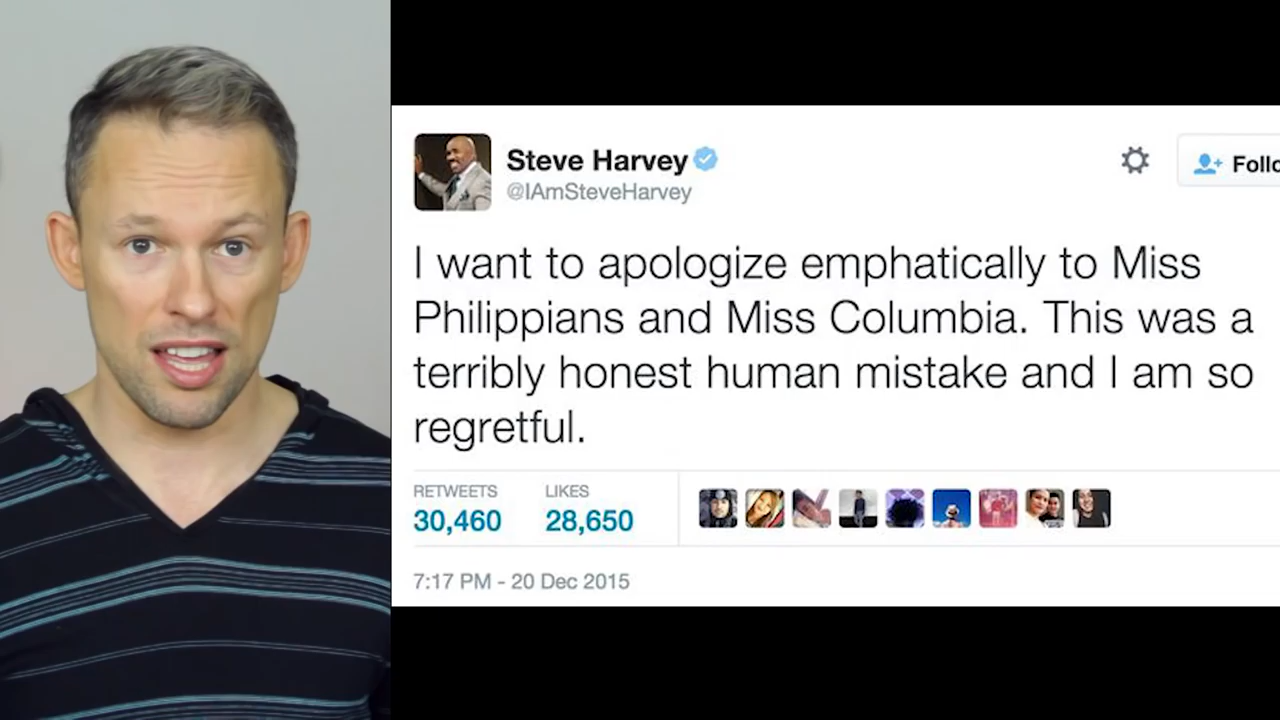 Steve Harvey
@IAmSteveHarvey
Follo
I want to apologize emphatically to Miss
Philippians and Miss Columbia. This was a
terribly honest human mistake and I am so
regretful.
RETWEETS LIKES
30,460 28,650
7:17 PM - 20 Dec 2015